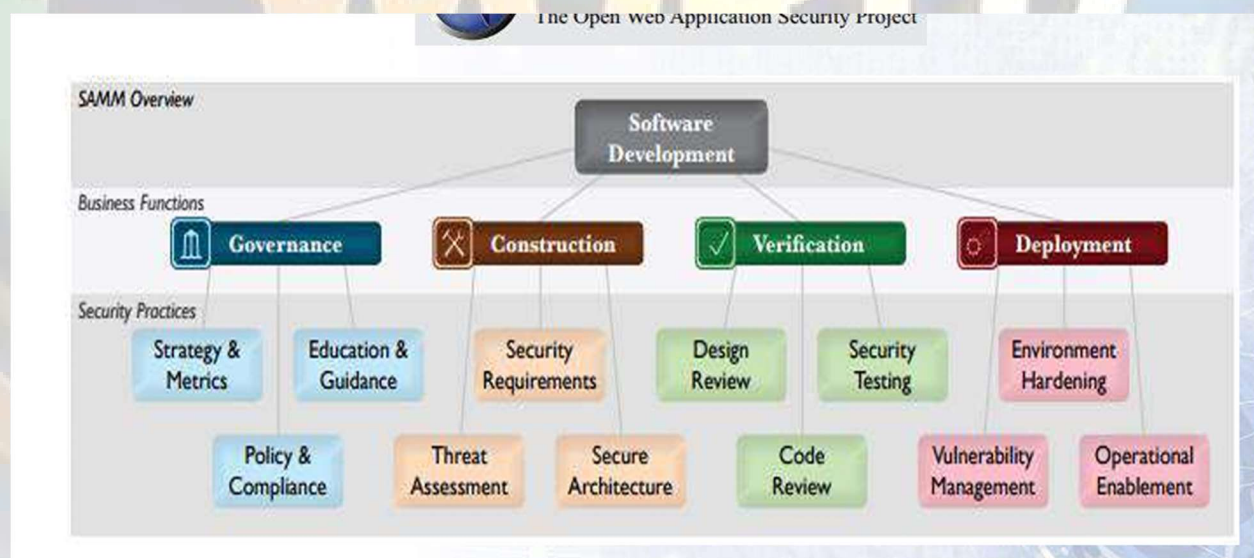 The Open Web Application Security Project
SAMM Overview
Software
Development
Business Functions
Governance
Construction
Verification
Deployment
Security Practices
Strategy &
Metrics
Education &
Guidance
Security
Requirements
Design
Review
Security
Testing
Environment
Hardening
Policy &
Compliance
Threat
Assessment
Secure
Architecture
Code
Review
Vulnerability
Management
Operational
Enablement